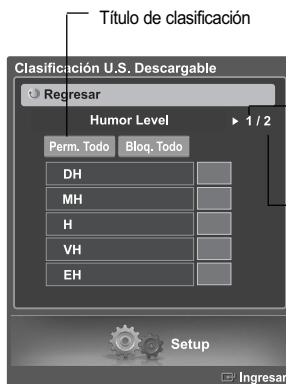 Título de clasificación
Clasificación U.S. Descargable
Regresar
Humor Level ► 1 / 2
Perm. Todo Bloq. Todo
DH
MH
H
VH
EH
Setup
Ingresar